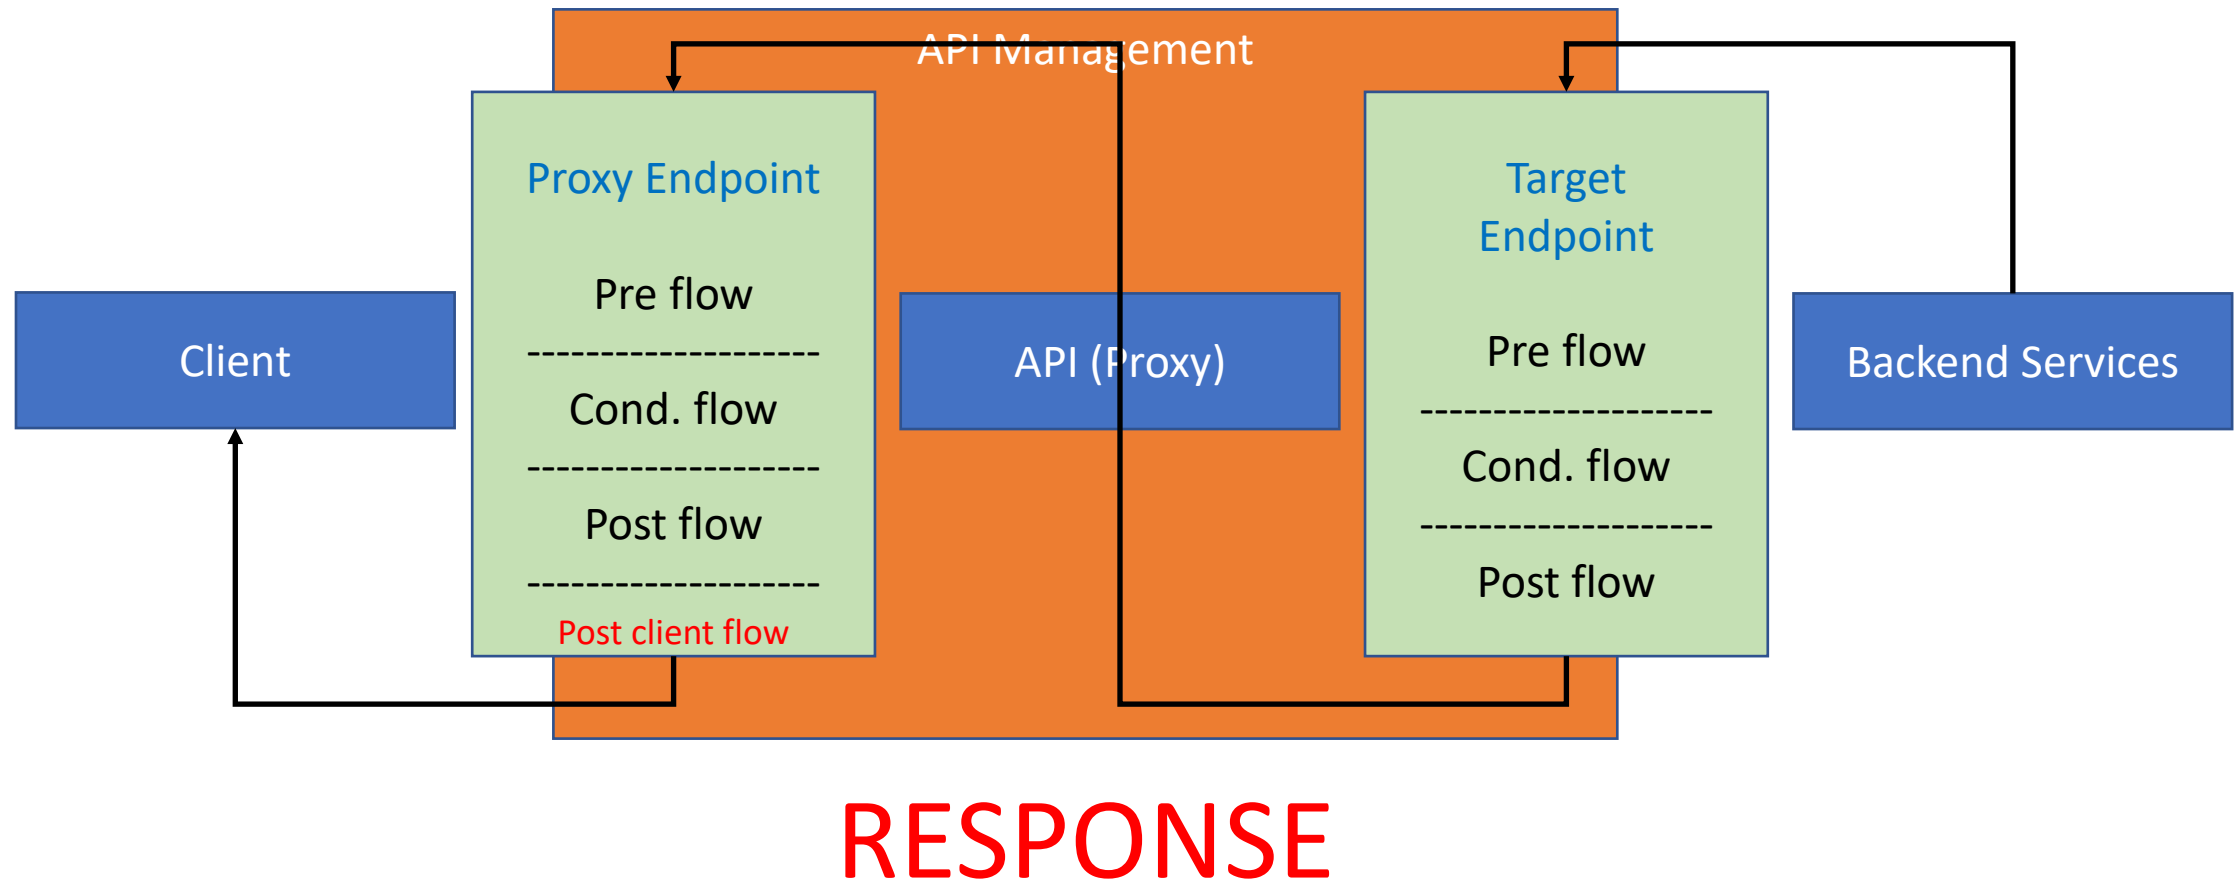 API Management
Proxy Endpoint
Pre flow
--------------------
Cond. flow
--------------------
Post flow
--------------------
Post client flow
Target
Endpoint
Pre flow
--------------------
Cond. flow
--------------------
Post flow
Client
API (Proxy)
Backend Services
RESPONSE